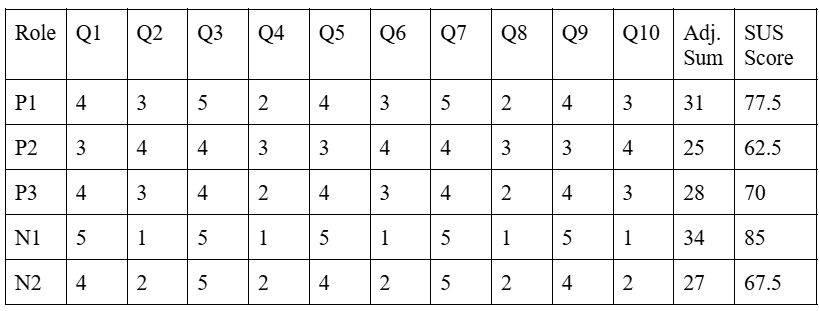 Role Q1 Q2 Q3 Q4 Q5 Q6 Q7 Q8 Q9 Q10 Adj. Sum SUS Score
P1 4 3 5 2 4 3 5 2 4 3 31 77.5
P2 3 4 4 3 3 4 4 3 3 4 25 62.5
P3 4 3 4 2 4 3 4 2 4 3 28 70
N1 5 1 5 1 5 1 5 1 5 1 34 85
N2 4 2 5 2 4 2 5 2 4 2 27 67.5